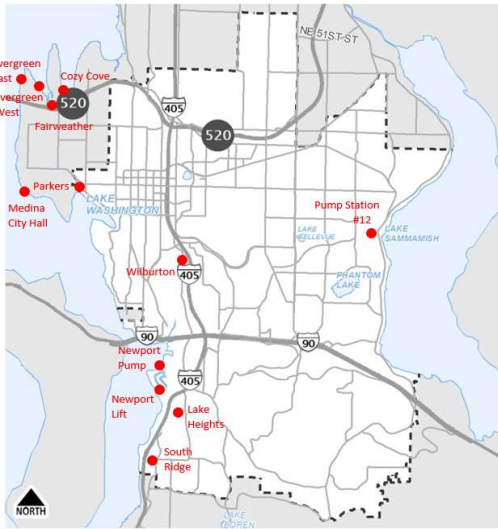 NE 51ST ST
vergreen
ast
Cozy Cove
520
405
vergreen
West
Fairweather
520
Parkers
LAKE
WASHINGTON
Medina
City Hall
Pump Station
#12
LAKE
BELLEVUE
LAKE
SAMMAMISH
Wilburton
405
PHANTOM
LAKE
90
90
Newport
Pump
405
Newport
Lift
Lake
Heights
South
Ridge
NORTH
LAKE
BOREN